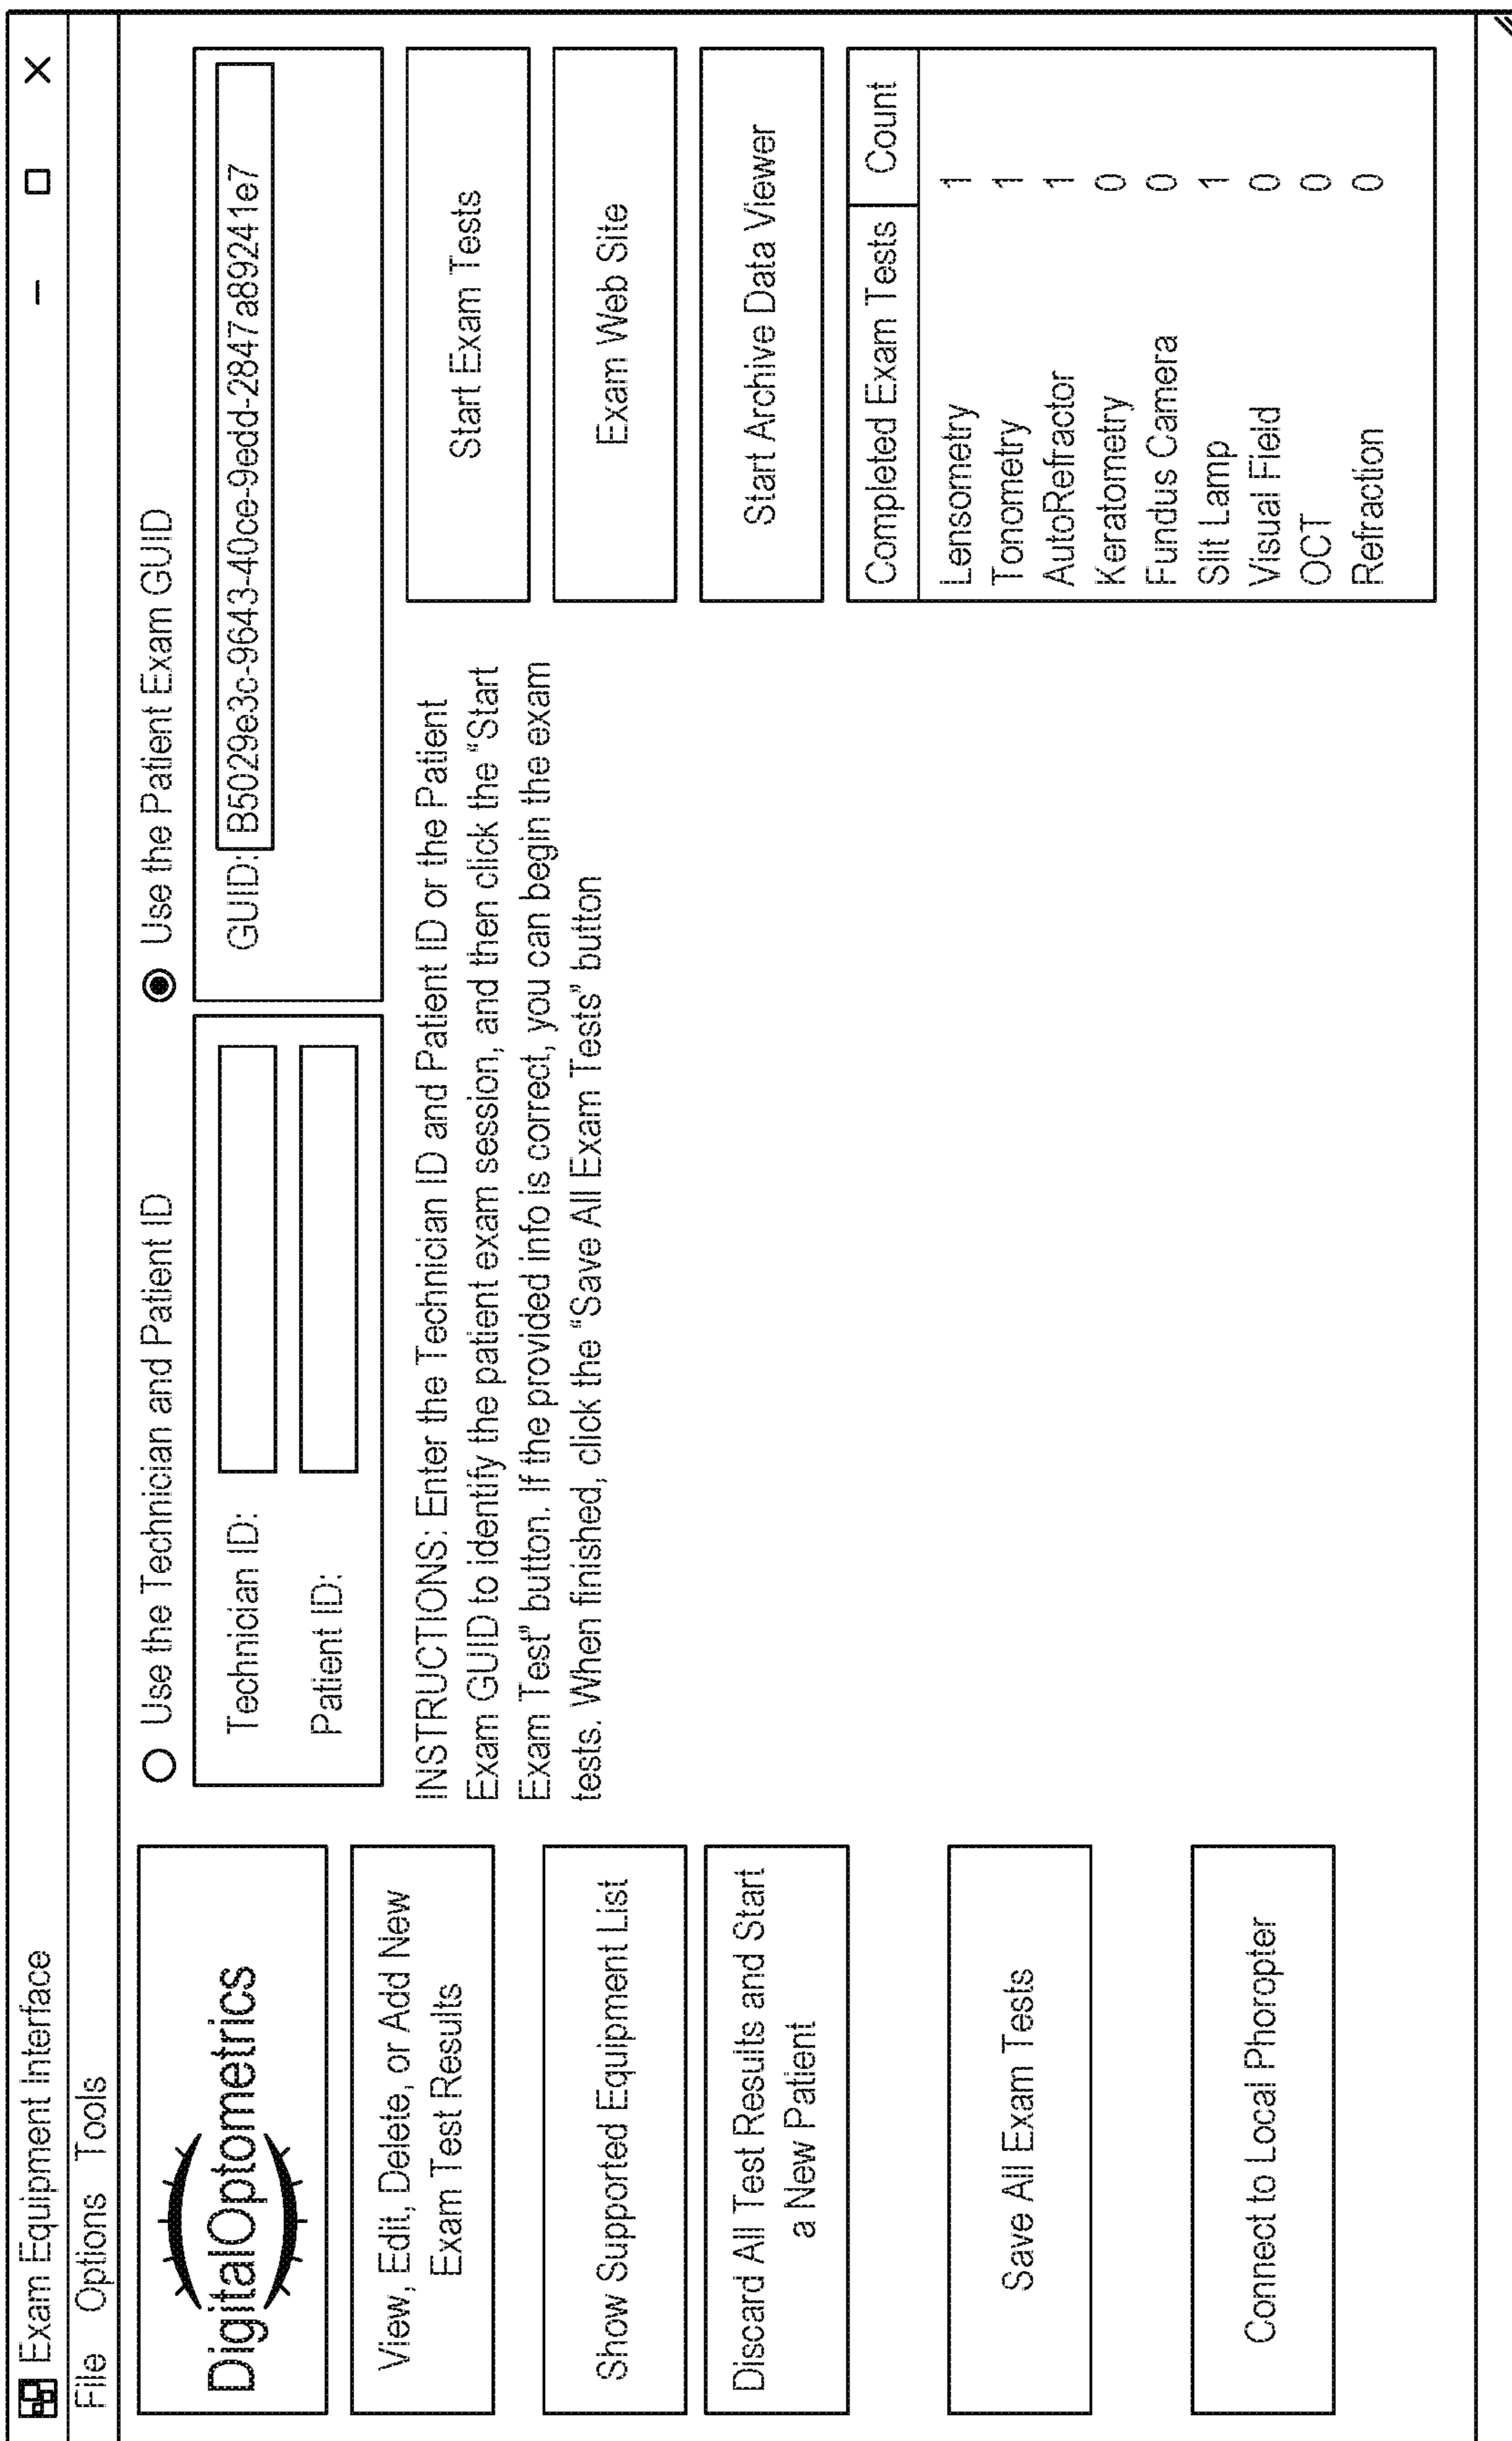 Exam Equipment Interface
File Options Tools
DigitalOptometrics
View, Edit, Delete, or Add New
Exam Test Results
Show Supported Equipment List
Discard All Test Results and Start
a New Patient
Save All Exam Tests
Connect to Local Phoropter
Use the Technician and Patient ID
Technician ID:
Patient ID:
Use the Patient Exam GUID
GUID: B5029e3c-9643-40ce-9edd-2847a89241e7
INSTRUCTIONS: Enter the Technician ID and Patient ID or the Patient
Exam GUID to identify the patient exam session, and then click the “Start
Exam Test” button. If the provided info is correct, you can begin the exam
tests. When finished, click the “Save All Exam Tests” button
Start Exam Tests
Exam Web Site
Start Archive Data Viewer
Completed Exam Tests Count
Lensometry 1
Tonometry 1
AutoRefractor 1
Keratometry 0
Fundus Camera 0
Slit Lamp 1
Visual Field 0
OCT 0
Refraction 0